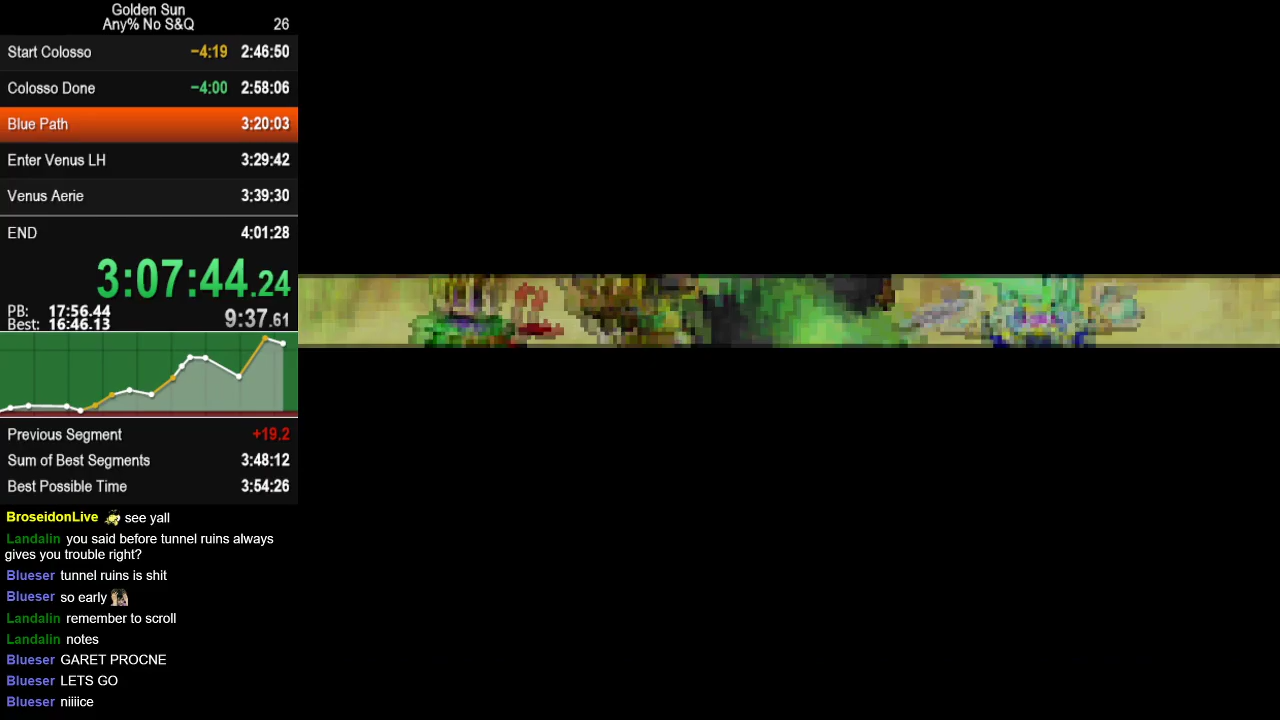 Golden Sun
Any% No S&Q 26
Start Colosso −4:19 2:46:50
Colosso Done −4:00 2:58:06
Blue Path 3:20:03
Enter Venus LH 3:29:42
Venus Aerie 3:39:30
END 4:01:28
3:07:44.24
PB: 17:56.44
Best: 16:46.13 9:37.61
Previous Segment +19.2
Sum of Best Segments 3:48:12
Best Possible Time 3:54:26
BroseidonLive see yall
Landalin you said before tunnel ruins always
gives you trouble right?
Blueser tunnel ruins is shit
Blueser so early
Landalin remember to scroll
Landalin notes
Blueser GARET PROCNE
Blueser LETS GO
Blueser niiiice